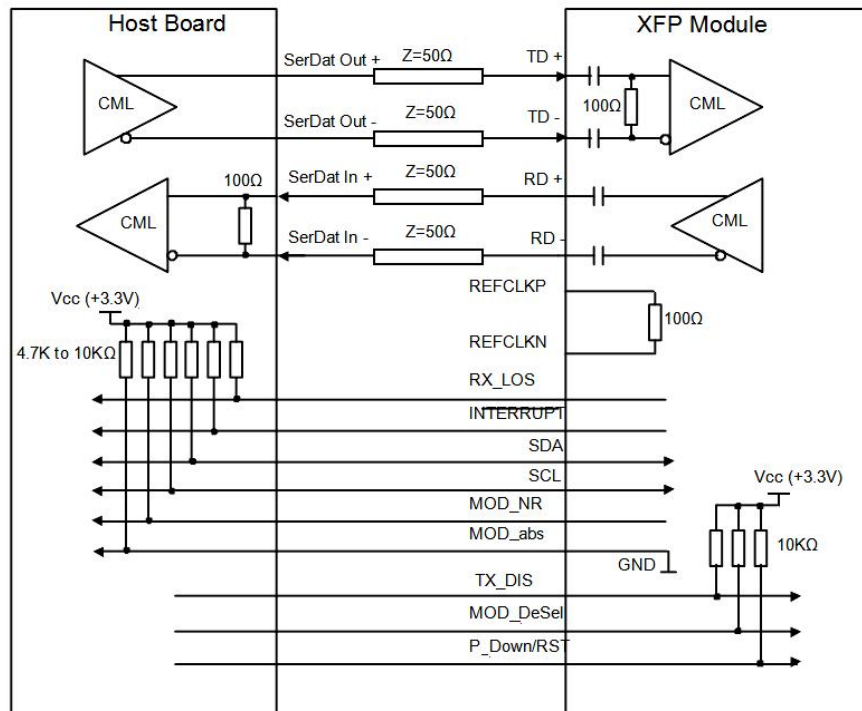 Host Board
XFP Module
SerDat Out +
Z=50Ω
TD +
CML
100Ω
CML
SerDat Out -
Z=50Ω
TD -
SerDat In +
Z=50Ω
RD +
100Ω
CML
CML
SerDat In -
Z=50Ω
RD -
REFCLKP
Vcc (+3.3V)
100Ω
REFCLKN
4.7K to 10KΩ
RX_LOS
INTERRUPT
SDA
SCL
Vcc (+3.3V)
MOD_NR
MOD_abs
10KΩ
GND
TX_DIS
MOD_DeSel
P_Down/RST